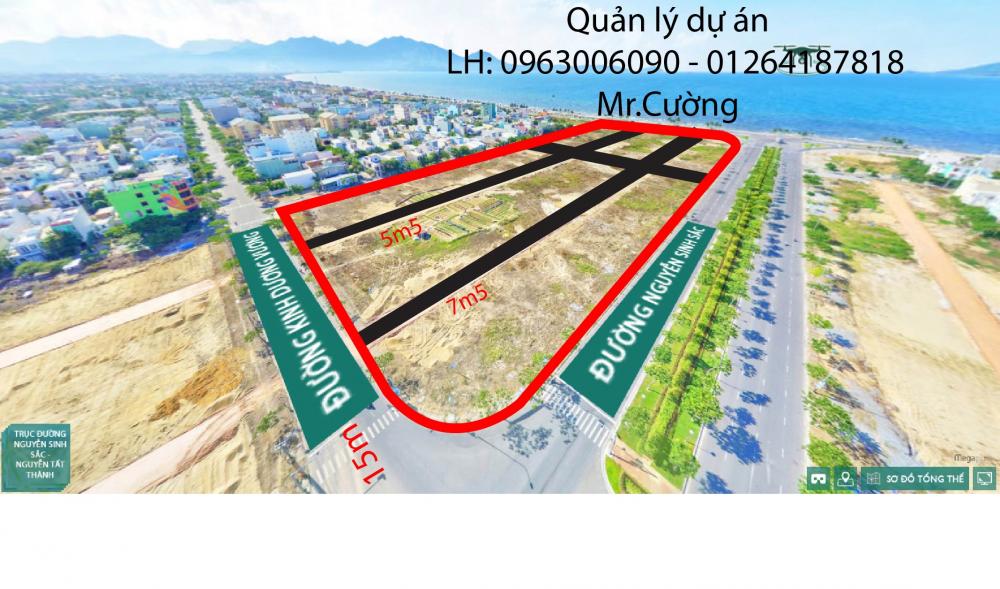 Quản lý dự án
LH: 0963006090 - 01264187818
Mr.Cường
5m5
7m5
ĐƯỜNG KINH DƯƠNG VƯƠNG
ĐƯỜNG NGUYỄN SINH SẮC
15m
TRỤC ĐƯỜNG
NGUYỄN SINH
SẮC -
NGUYỄN TẤT
THÀNH
Mega
SƠ ĐỒ TỔNG THỂ